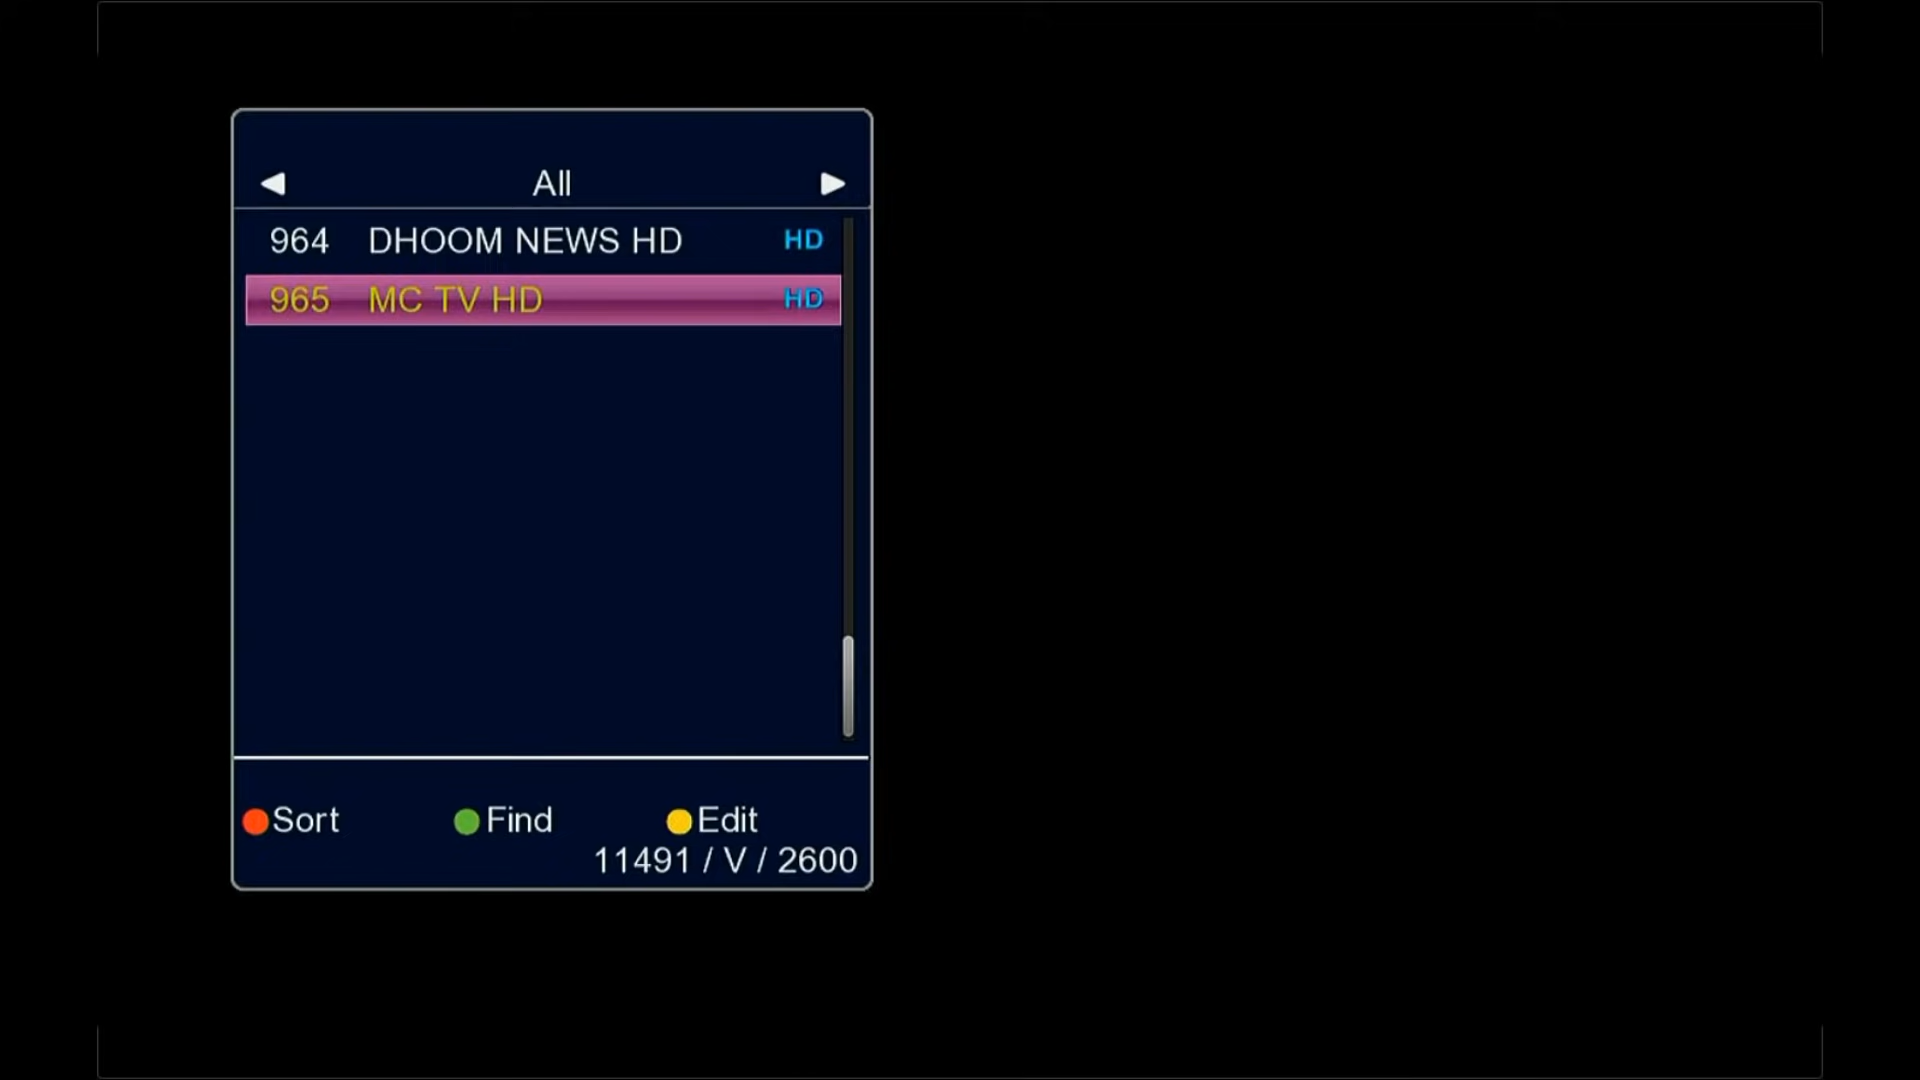 All
964 DHOOM NEWS HD HD
965 MC TV HD HD
Sort Find Edit
11491 / V / 2600